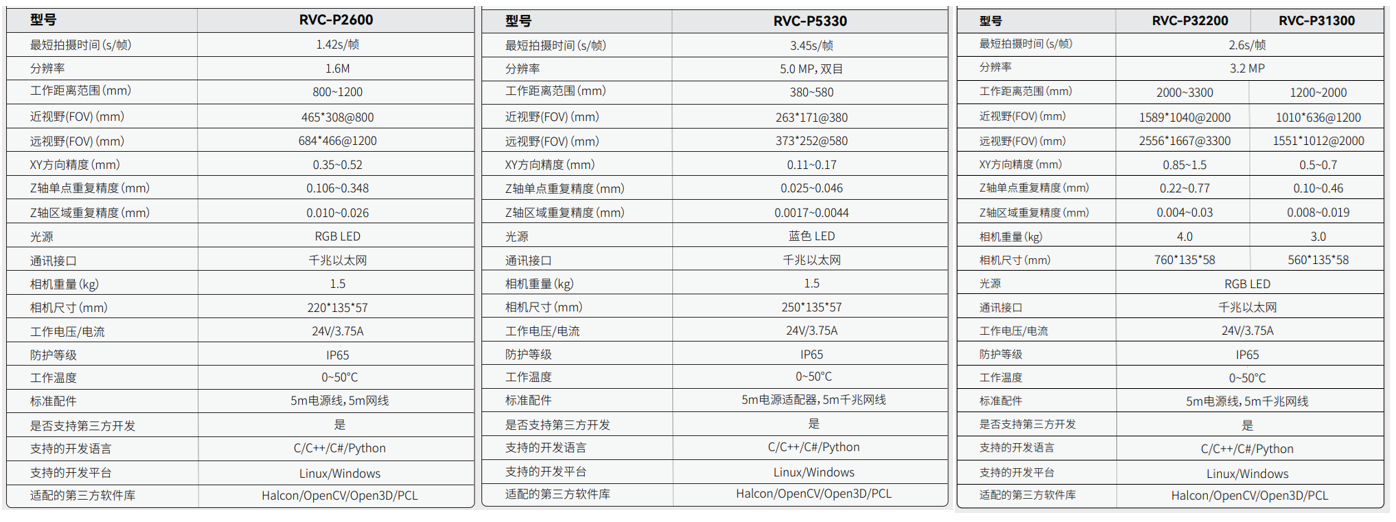 型号 RVC-P2600
最短拍摄时间(s/帧) 1.42s/帧
分辨率 1.6M
工作距离范围(mm) 800~1200
近视野(FOV)(mm) 465*308@800
远视野(FOV)(mm) 684*466@1200
XY方向精度(mm) 0.35~0.52
Z轴单点重复精度(mm) 0.106~0.348
Z轴区域重复精度(mm) 0.010~0.026
光源 RGB LED
通讯接口 千兆以太网
相机重量(kg) 1.5
相机尺寸(mm) 220*135*57
工作电压/电流 24V/3.75A
防护等级 IP65
工作温度 0~50°C
标准配件 5m电源线，5m网线
是否支持第三方开发 是
支持的开发语言 C/C++/C#/Python
支持的开发平台 Linux/Windows
适配的第三方软件库 Halcon/OpenCV/Open3D/PCL
型号 RVC-P5330
最短拍摄时间(s/帧) 3.45s/帧
分辨率 5.0 MP，双目
工作距离范围(mm) 380~580
近视野(FOV)(mm) 263*171@380
远视野(FOV)(mm) 373*252@580
XY方向精度(mm) 0.11~0.17
Z轴单点重复精度(mm) 0.025~0.046
Z轴区域重复精度(mm) 0.0017~0.0044
光源 蓝色 LED
通讯接口 千兆以太网
相机重量(kg) 1.5
相机尺寸(mm) 250*135*57
工作电压/电流 24V/3.75A
防护等级 IP65
工作温度 0~50°C
标准配件 5m电源适配器，5m千兆网线
是否支持第三方开发 是
支持的开发语言 C/C++/C#/Python
支持的开发平台 Linux/Windows
适配的第三方软件库 Halcon/OpenCV/Open3D/PCL
型号 RVC-P32200 RVC-P31300
最短拍摄时间(s/帧) 2.6s/帧
分辨率 3.2 MP
工作距离范围(mm) 2000~3300 1200~2000
近视野(FOV)(mm) 1589*1040@2000 1010*636@1200
远视野(FOV)(mm) 2556*1667@3300 1551*1012@2000
XY方向精度(mm) 0.85~1.5 0.5~0.7
Z轴单点重复精度(mm) 0.22~0.77 0.10~0.46
Z轴区域重复精度(mm) 0.004~0.03 0.008~0.019
相机重量(kg) 4.0 3.0
相机尺寸(mm) 760*135*58 560*135*58
光源 RGB LED
通讯接口 千兆以太网
工作电压/电流 24V/3.75A
防护等级 IP65
工作温度 0~50°C
标准配件 5m电源线，5m千兆网线
是否支持第三方开发 是
支持的开发语言 C/C++/C#/Python
支持的开发平台 Linux/Windows
适配的第三方软件库 Halcon/OpenCV/Open3D/PCL